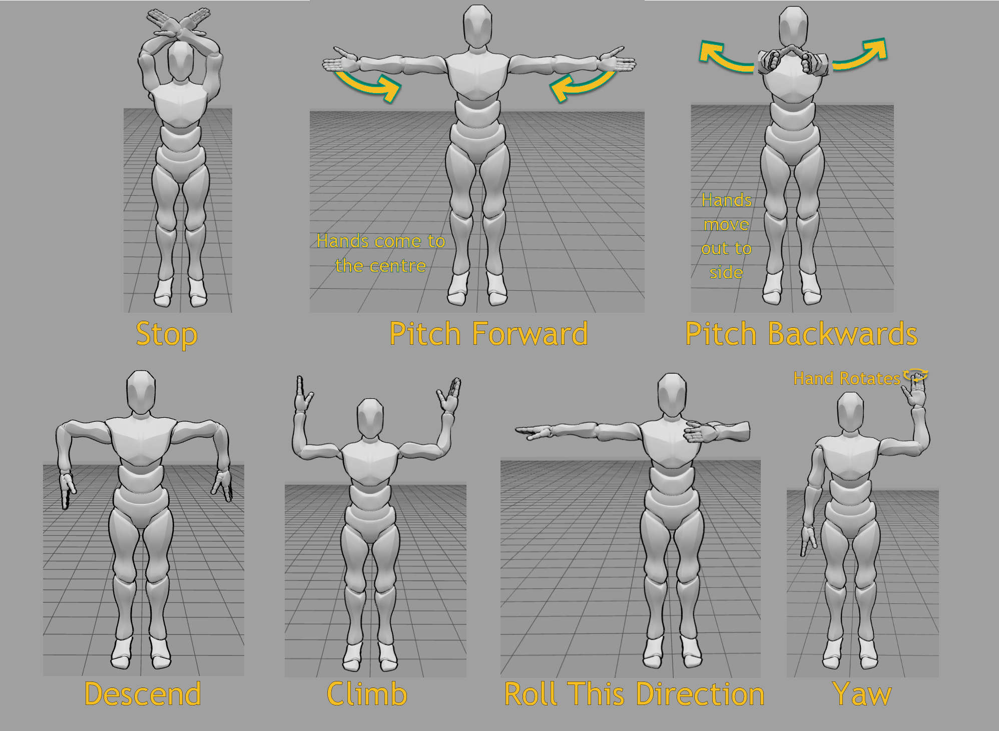 Hands come to
the centre
Hands
move
out to
side
Stop
Pitch Forward
Pitch Backwards
Hand Rotates
Descend
Climb
Roll This Direction
Yaw